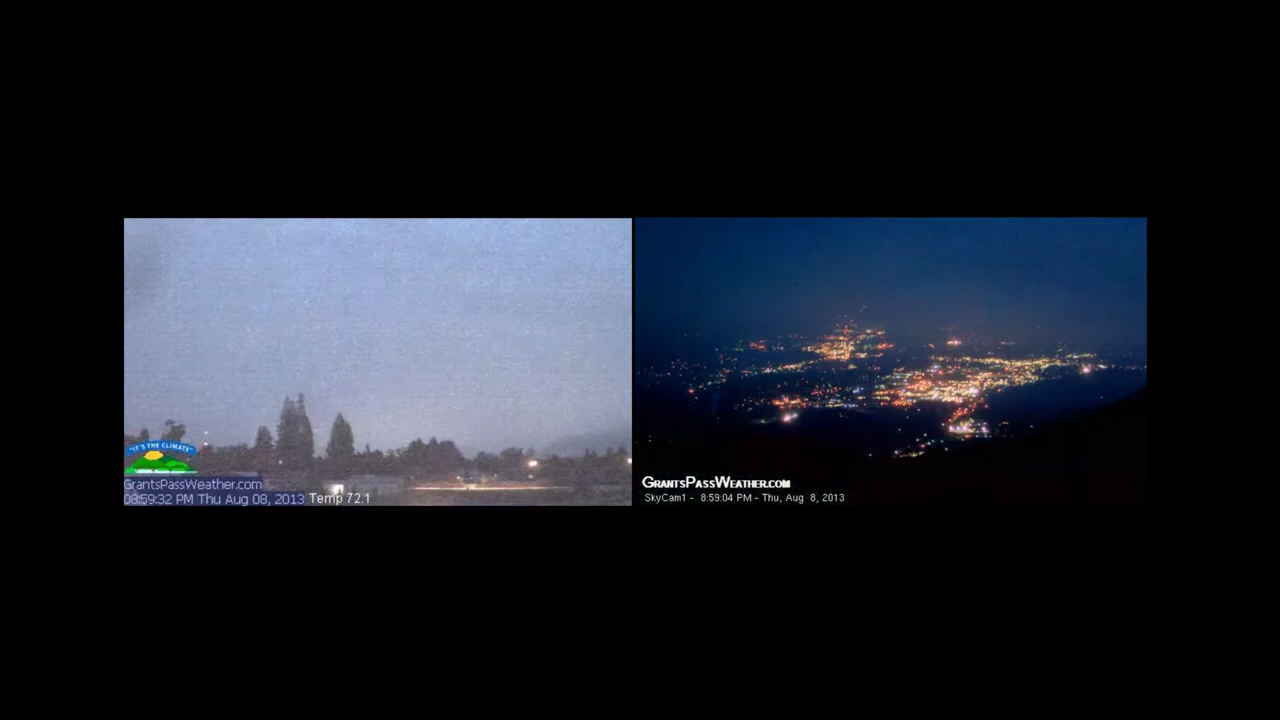 "IT'S THE CLIMATE"
GrantsPassWeather.com
08:59:32 PM Thu Aug 08, 2013 Temp 72.1
GRANTSPASSWEATHER.COM
SkyCam1 - 8:59:04 PM - Thu, Aug 8, 2013